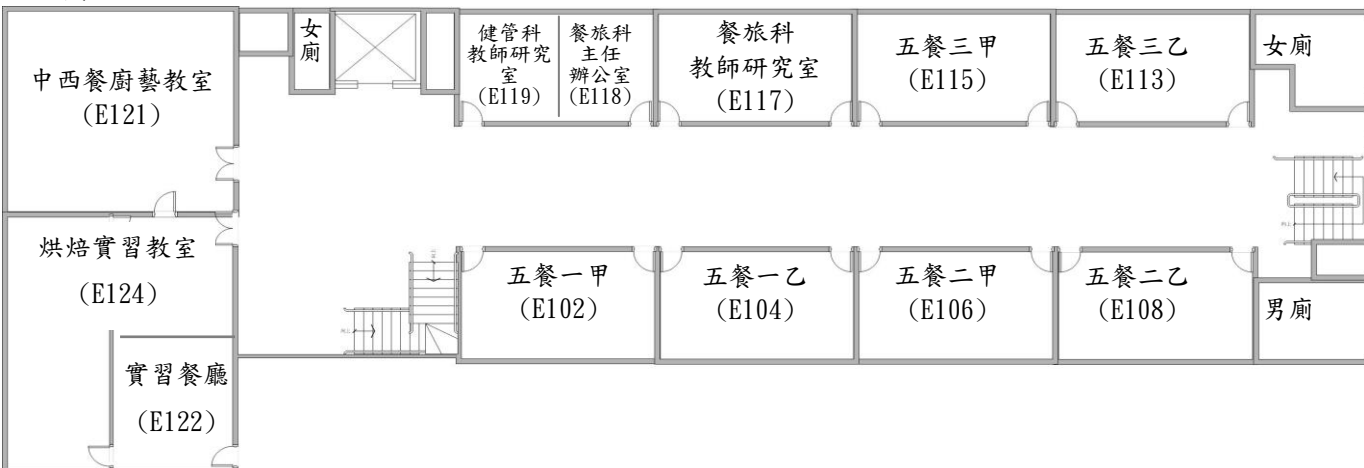 中西餐廚藝教室
(E121)
女
廁
健管科
教師研究
室
(E119)
餐旅科
主任
辦公室
(E118)
餐旅科
教師研究室
(E117)
五餐三甲
(E115)
五餐三乙
(E113)
女廁
烘焙實習教室
(E124)
實習餐廳
(E122)
五餐一甲
(E102)
五餐一乙
(E104)
五餐二甲
(E106)
五餐二乙
(E108)
男廁